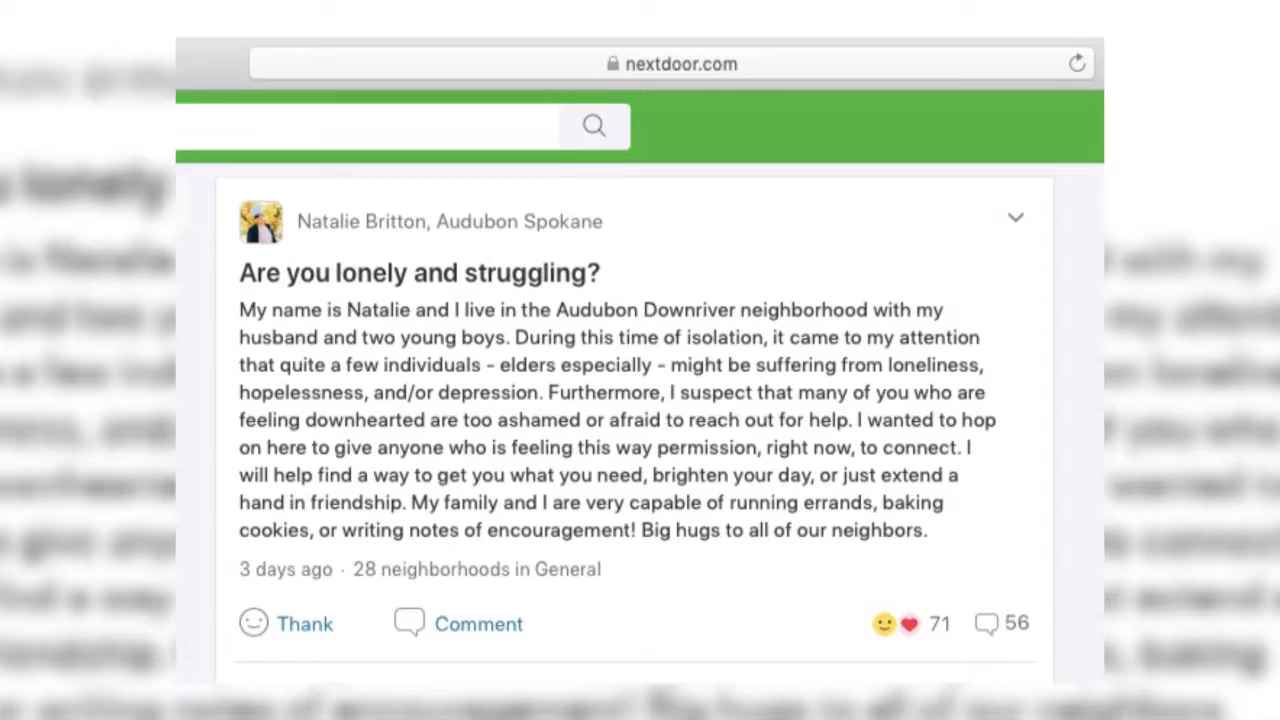 nextdoor.com
Natalie Britton, Audubon Spokane
Are you lonely and struggling?
My name is Natalie and I live in the Audubon Downriver neighborhood with my
husband and two young boys. During this time of isolation, it came to my attention
that quite a few individuals - elders especially - might be suffering from loneliness,
hopelessness, and/or depression. Furthermore, I suspect that many of you who are
feeling downhearted are too ashamed or afraid to reach out for help. I wanted to hop
on here to give anyone who is feeling this way permission, right now, to connect. I
will help find a way to get you what you need, brighten your day, or just extend a
hand in friendship. My family and I are very capable of running errands, baking
cookies, or writing notes of encouragement! Big hugs to all of our neighbors.
3 days ago · 28 neighborhoods in General
Thank Comment 71 56